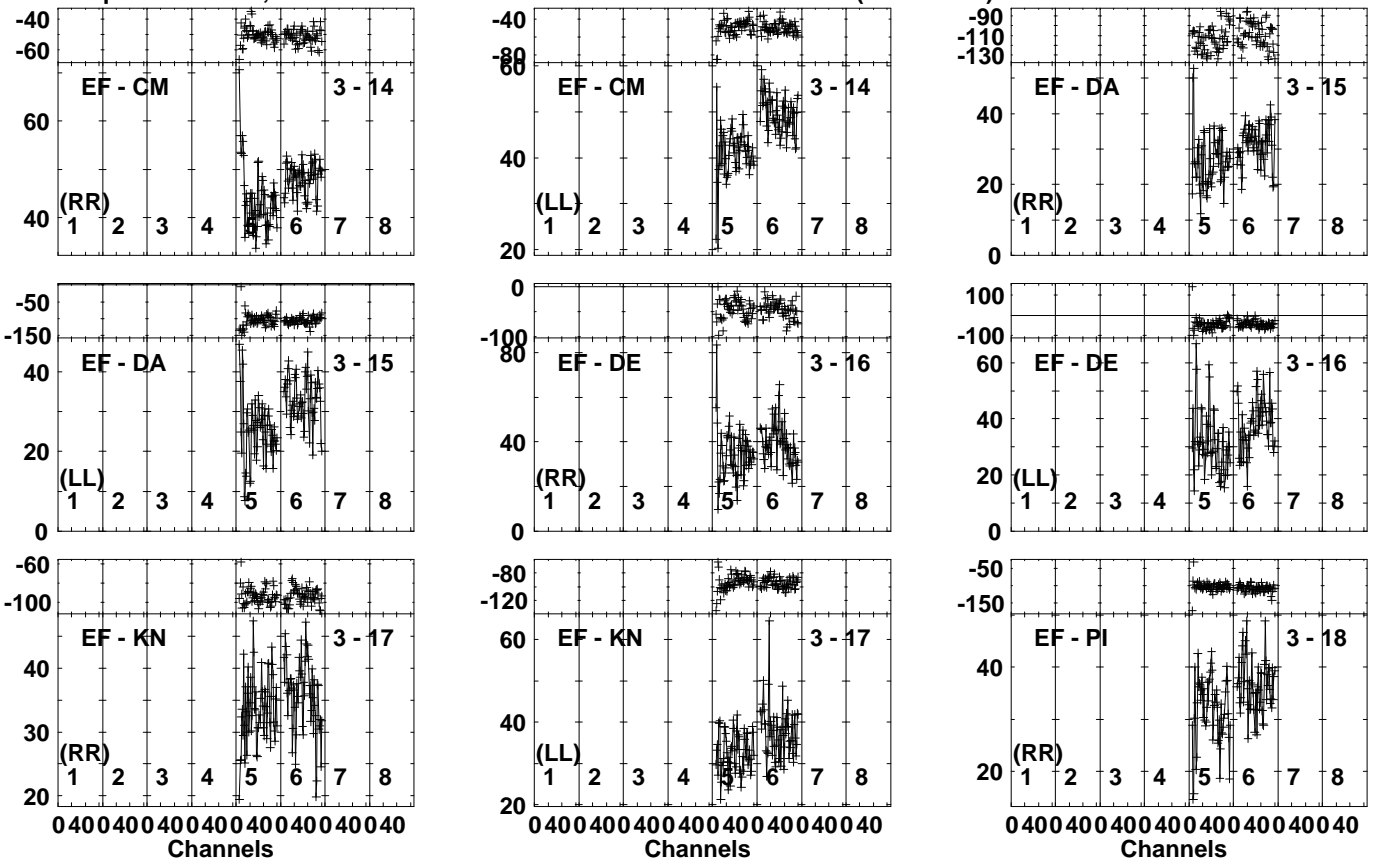 -40 -40 -90
-60 -80 -110
-130
EF - CM 3 - 14 60 EF - CM 3 - 14 EF - DA 3 - 15
60 40 40
20
40 (RR) (LL) (RR)
1 2 3 4 5 6 7 8 1 2 3 4 5 6 7 8 1 2 3 4 5 6 7 8
20 0
-50 0 100
-150 -100 -100
EF - DA 3 - 15 80 EF - DE 3 - 16 60 EF - DE 3 - 16
40 40 40
20 20
(LL) (RR) (LL)
1 2 3 4 5 6 7 8 1 2 3 4 5 6 7 8 1 2 3 4 5 6 7 8
0 0 0
-60 -80 -50
-100 -120 -150
EF - KN 3 - 17 60 EF - KN 3 - 17 EF - PI 3 - 18
40 40 40
30
(RR) (LL) (RR)
1 2 3 4 5 6 7 8 1 2 3 4 5 6 7 8 1 2 3 4 5 6 7 8
20 20 20
0 40 0 40 0 40 0 40 0 40 0 40 0 40 0 40 0 40 0 40 0 40 0 40 0 40 0 40 0 40 0 40 0 40 0 40 0 40 0 40 0 40 0 40 0 40 0 40
Channels Channels Channels